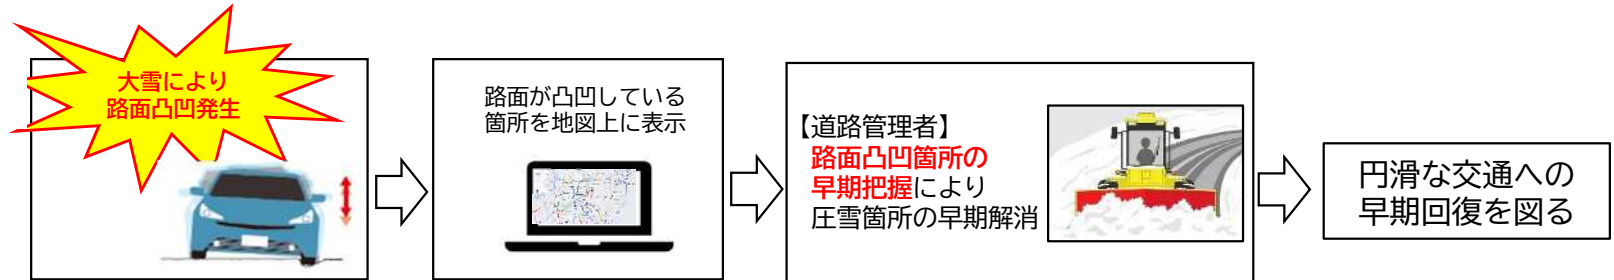 大雪により
路面凸凹発生
路面が凸凹している
箇所を地図上に表示
【道路管理者】
路面凸凹箇所の
早期把握により
圧雪箇所の早期解消
円滑な交通への
早期回復を図る